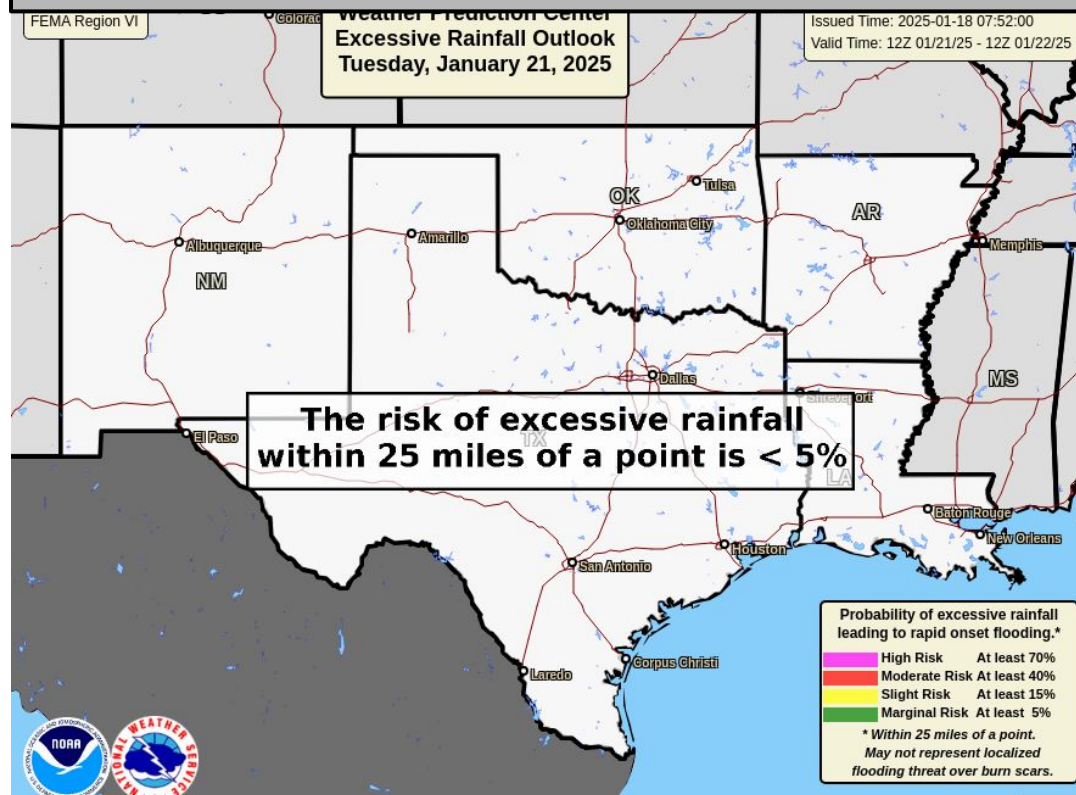 FEMA Region VI
Weather Prediction Center
Excessive Rainfall Outlook
Tuesday, January 21, 2025
Issued Time: 2025-01-18 07:52:00
Valid Time: 12Z 01/21/25 - 12Z 01/22/25
Colorad
Tulsa
OK
Oklahoma City
AR
Albuquerque
Amarillo
Memphis
NM
Dallas
MS
Shreveport
The risk of excessive rainfall
within 25 miles of a point is < 5%
El Paso
TX
LA
Baton Rouge
New Orleans
Houston
San Antonio
Corpus Christi
Laredo
Probability of excessive rainfall
leading to rapid onset flooding.*
High Risk At least 70%
Moderate Risk At least 40%
Slight Risk At least 15%
Marginal Risk At least 5%
* Within 25 miles of a point.
May not represent localized
flooding threat over burn scars.
NOAA
NATIONAL WEATHER SERVICE